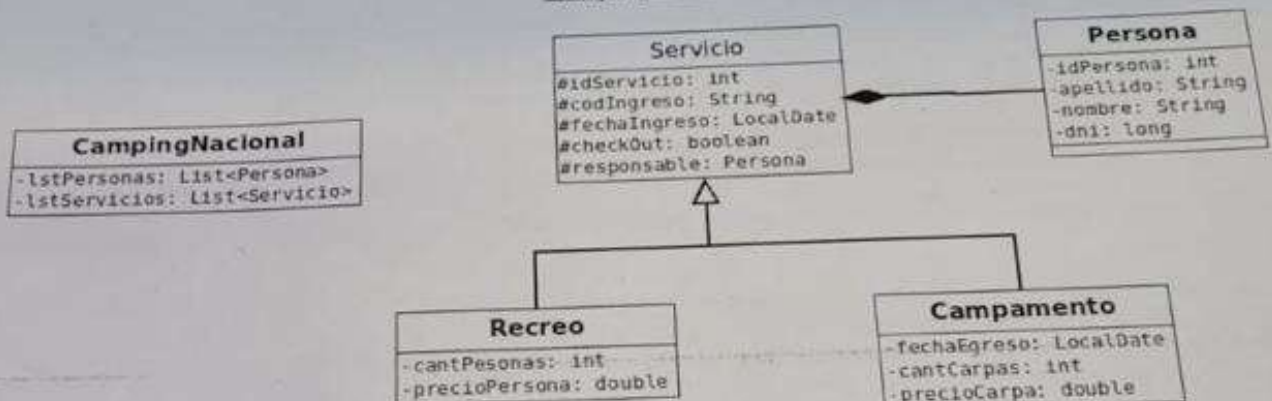 Servicio
#idServicio: int
#codIngreso: String
#fechaIngreso: LocalDate
#checkOut: boolean
#responsable: Persona
Persona
-idPersona: int
-apellido: String
-nombre: String
-dni: long
CampingNacional
-lstPersonas: List<Persona>
-lstServicios: List<Servicio>
Recreo
-cantPesonas: int
-precioPersona: double
Campamento
-fechaEgreso: LocalDate
-cantCarpas: int
-precioCarpa: double